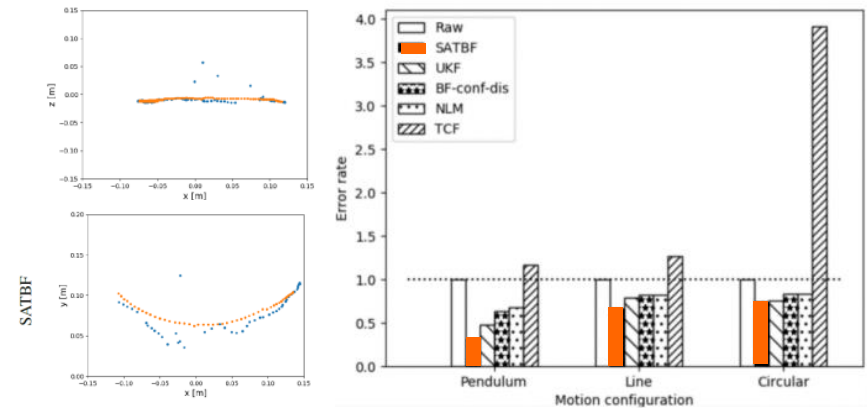 0.15
0.10
0.05
0.00
−0.05
−0.10
−0.15
z [m]
−0.15 −0.10 −0.05 0.00 0.05 0.10 0.15
x [m]
SATBF
0.20
0.15
0.10
0.05
0.00
y [m]
−0.15 −0.10 −0.05 0.00 0.05 0.10 0.15
x [m]
Raw
SATBF
UKF
BF-conf-dis
NLM
TCF
4.0
3.5
3.0
2.5
2.0
1.5
1.0
0.5
0.0
Error rate
Pendulum Line Circular
Motion configuration